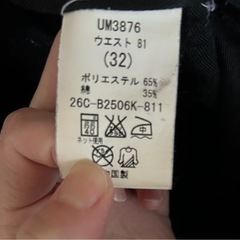 UM3876
ウエスト 81
(32)
ポリエステル 65%
綿 35%
26C-B2506K-811
ネット使用
国製